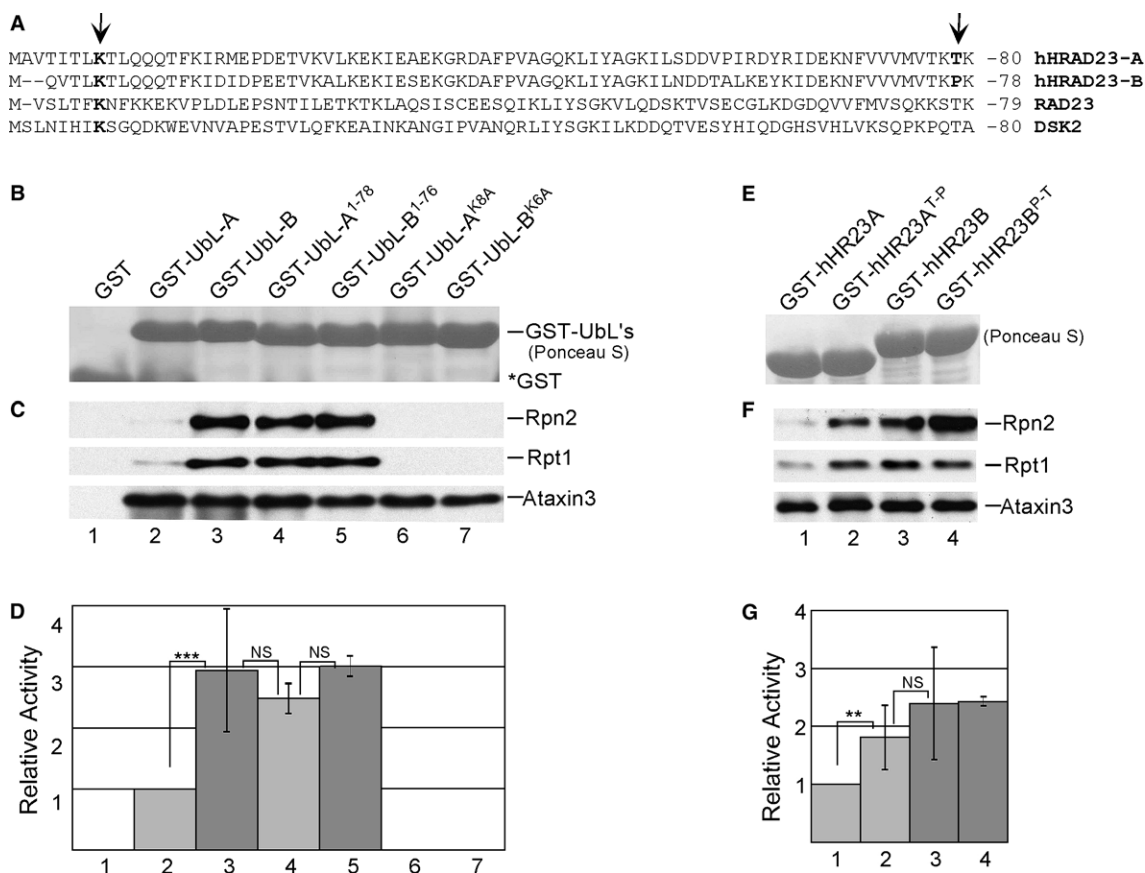 A
MAVTITLKTLQQQTFKIRMEPDETVKVLKEKIEAEKGRDAFPVAGQKLIYAGKILSDDVPIRDYRIDEKNFVVVMVTKTK -80 hHRAD23-A
M--QVTLKTLQQQTFKIDIDPEETVKALKEKIESEKGKDAFPVAGQKLIYAGKILNDDTALKEYKIDEKNFVVVMVTKPK -78 hHRAD23-B
M-VSLTFKNFKKEKVPLDLEPSNTILETKTKLAQSISCEESQIKLIYSGKVLQDSKTVSECGLKDGDQVVFMVSQKKSTK -79 RAD23
MSLNIHIKSGQDKWEVNVAPESTVLQFKEAINKANGIPVANQRLIYSGKILKDDQTVESYHIQDGHSVHLVKSQPKPQTA -80 DSK2
B
GST
GST-UbL-A
GST-UbL-B
GST-UbL-A1-78
GST-UbL-B1-76
GST-UbL-AK8A
GST-UbL-BK6A
GST-UbL's
(Ponceau S)
*GST
C
Rpn2
Rpt1
Ataxin3
1 2 3 4 5 6 7
D
Relative Activity
4
3
2
1
*** NS NS
1 2 3 4 5 6 7
E
GST-hHR23A
GST-hHR23AT-P
GST-hHR23B
GST-hHR23BP-T
(Ponceau S)
F
Rpn2
Rpt1
Ataxin3
1 2 3 4
G
Relative Activity
4
3
2
1
** NS
1 2 3 4